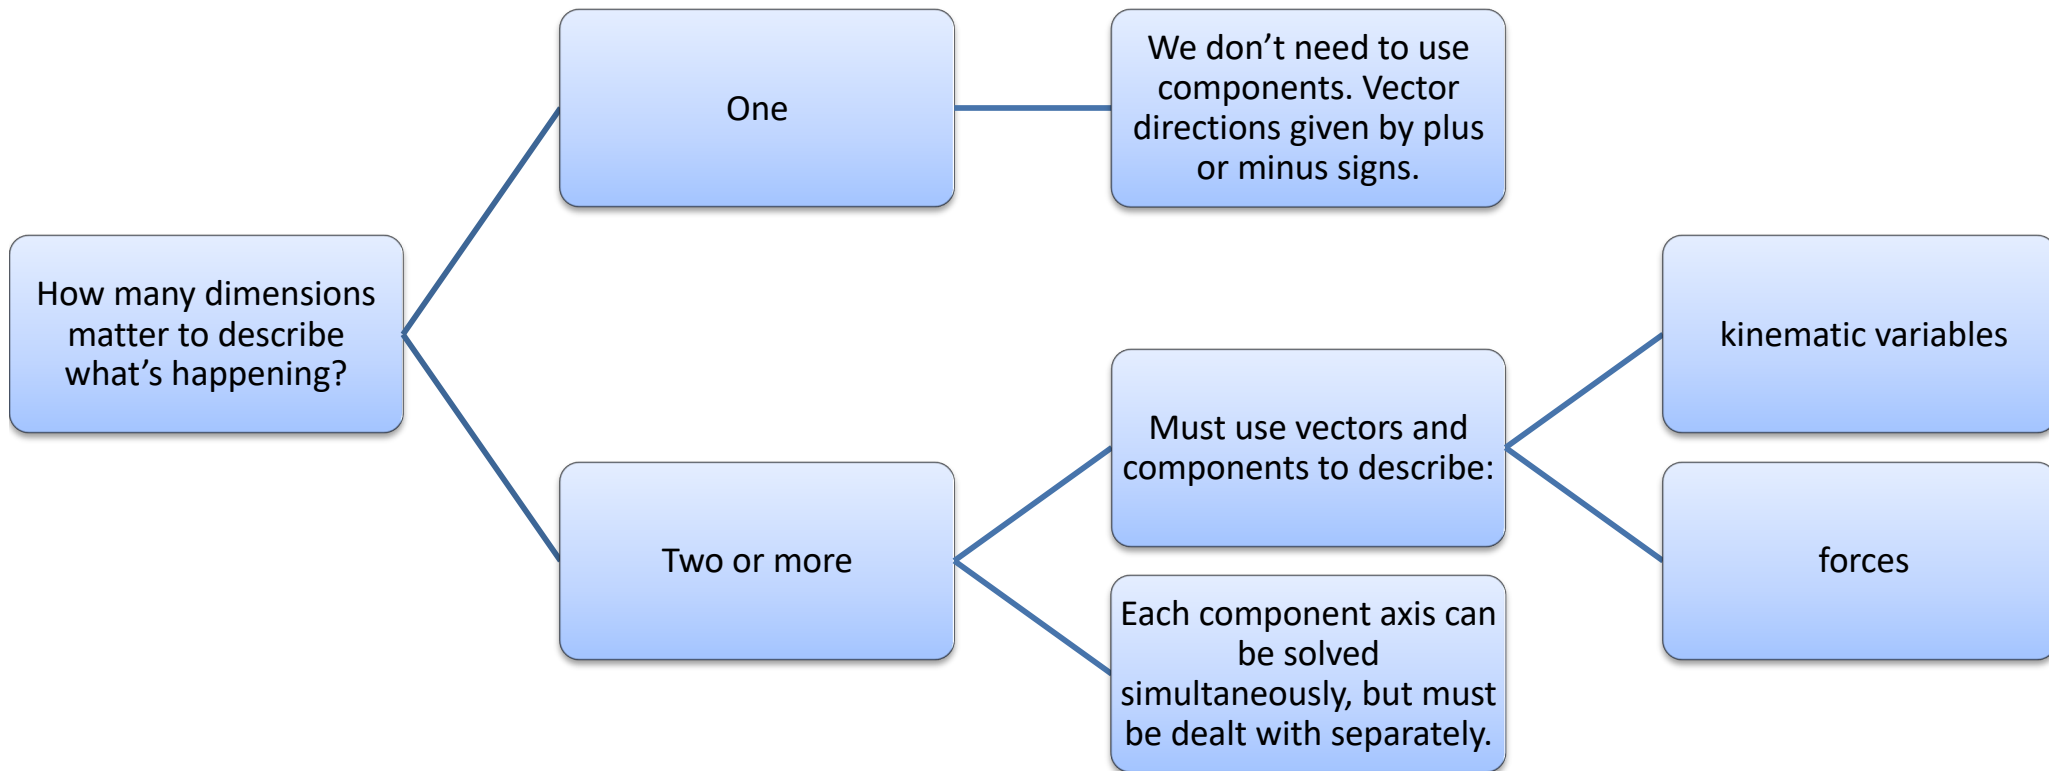 How many dimensions
matter to describe
what’s happening?
One
We don’t need to use
components. Vector
directions given by plus
or minus signs.
Two or more
Must use vectors and
components to describe:
kinematic variables
forces
Each component axis can
be solved
simultaneously, but must
be dealt with separately.